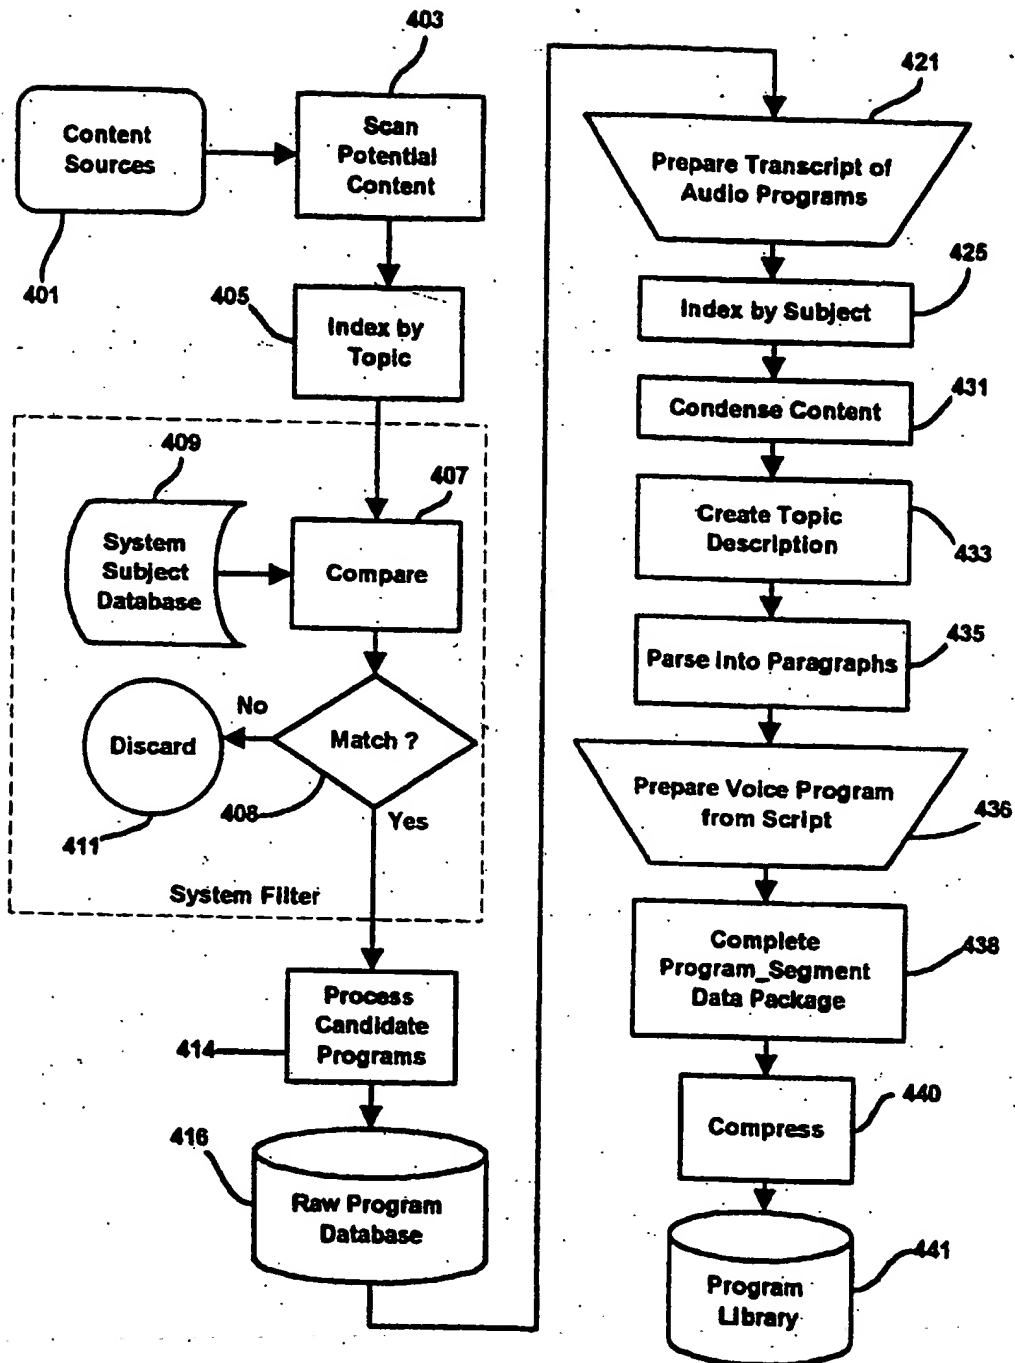 403
Content
Sources
Scan
Potential
Content
401
405
Index by
Topic
409
407
System
Subject
Database
Compare
No
Discard
Match ?
408
Yes
411
System Filter
Process
Candidate
Programs
414
416
Raw Program
Database
421
Prepare Transcript of
Audio Programs
425
Index by Subject
431
Condense Content
Create Topic
Description
433
435
Parse Into Paragraphs
Prepare Voice Program
from Script
436
Complete
Program_Segment
Data Package
438
440
Compress
441
Program
Library